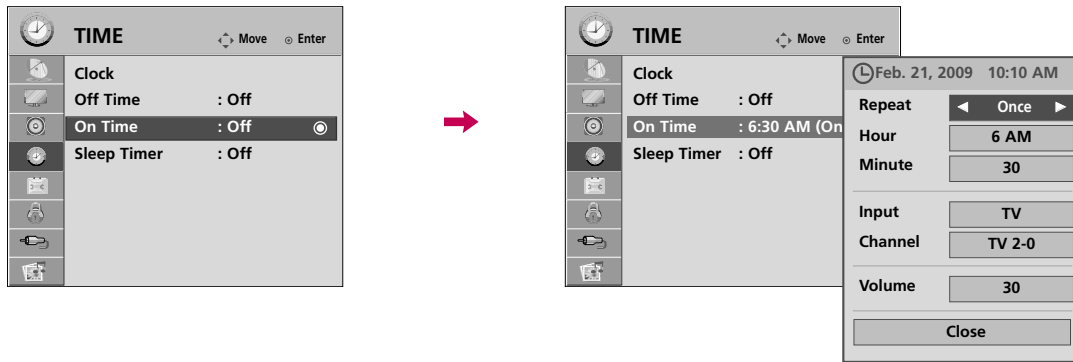 TIME Move Enter
Clock
Off Time : Off
On Time : Off
Sleep Timer : Off
TIME Move Enter
Clock
Off Time : Off
On Time : 6:30 AM (On
Sleep Timer : Off
Feb. 21, 2009 10:10 AM
Repeat ◀ Once ▶
Hour 6 AM
Minute 30
Input TV
Channel TV 2-0
Volume 30
Close